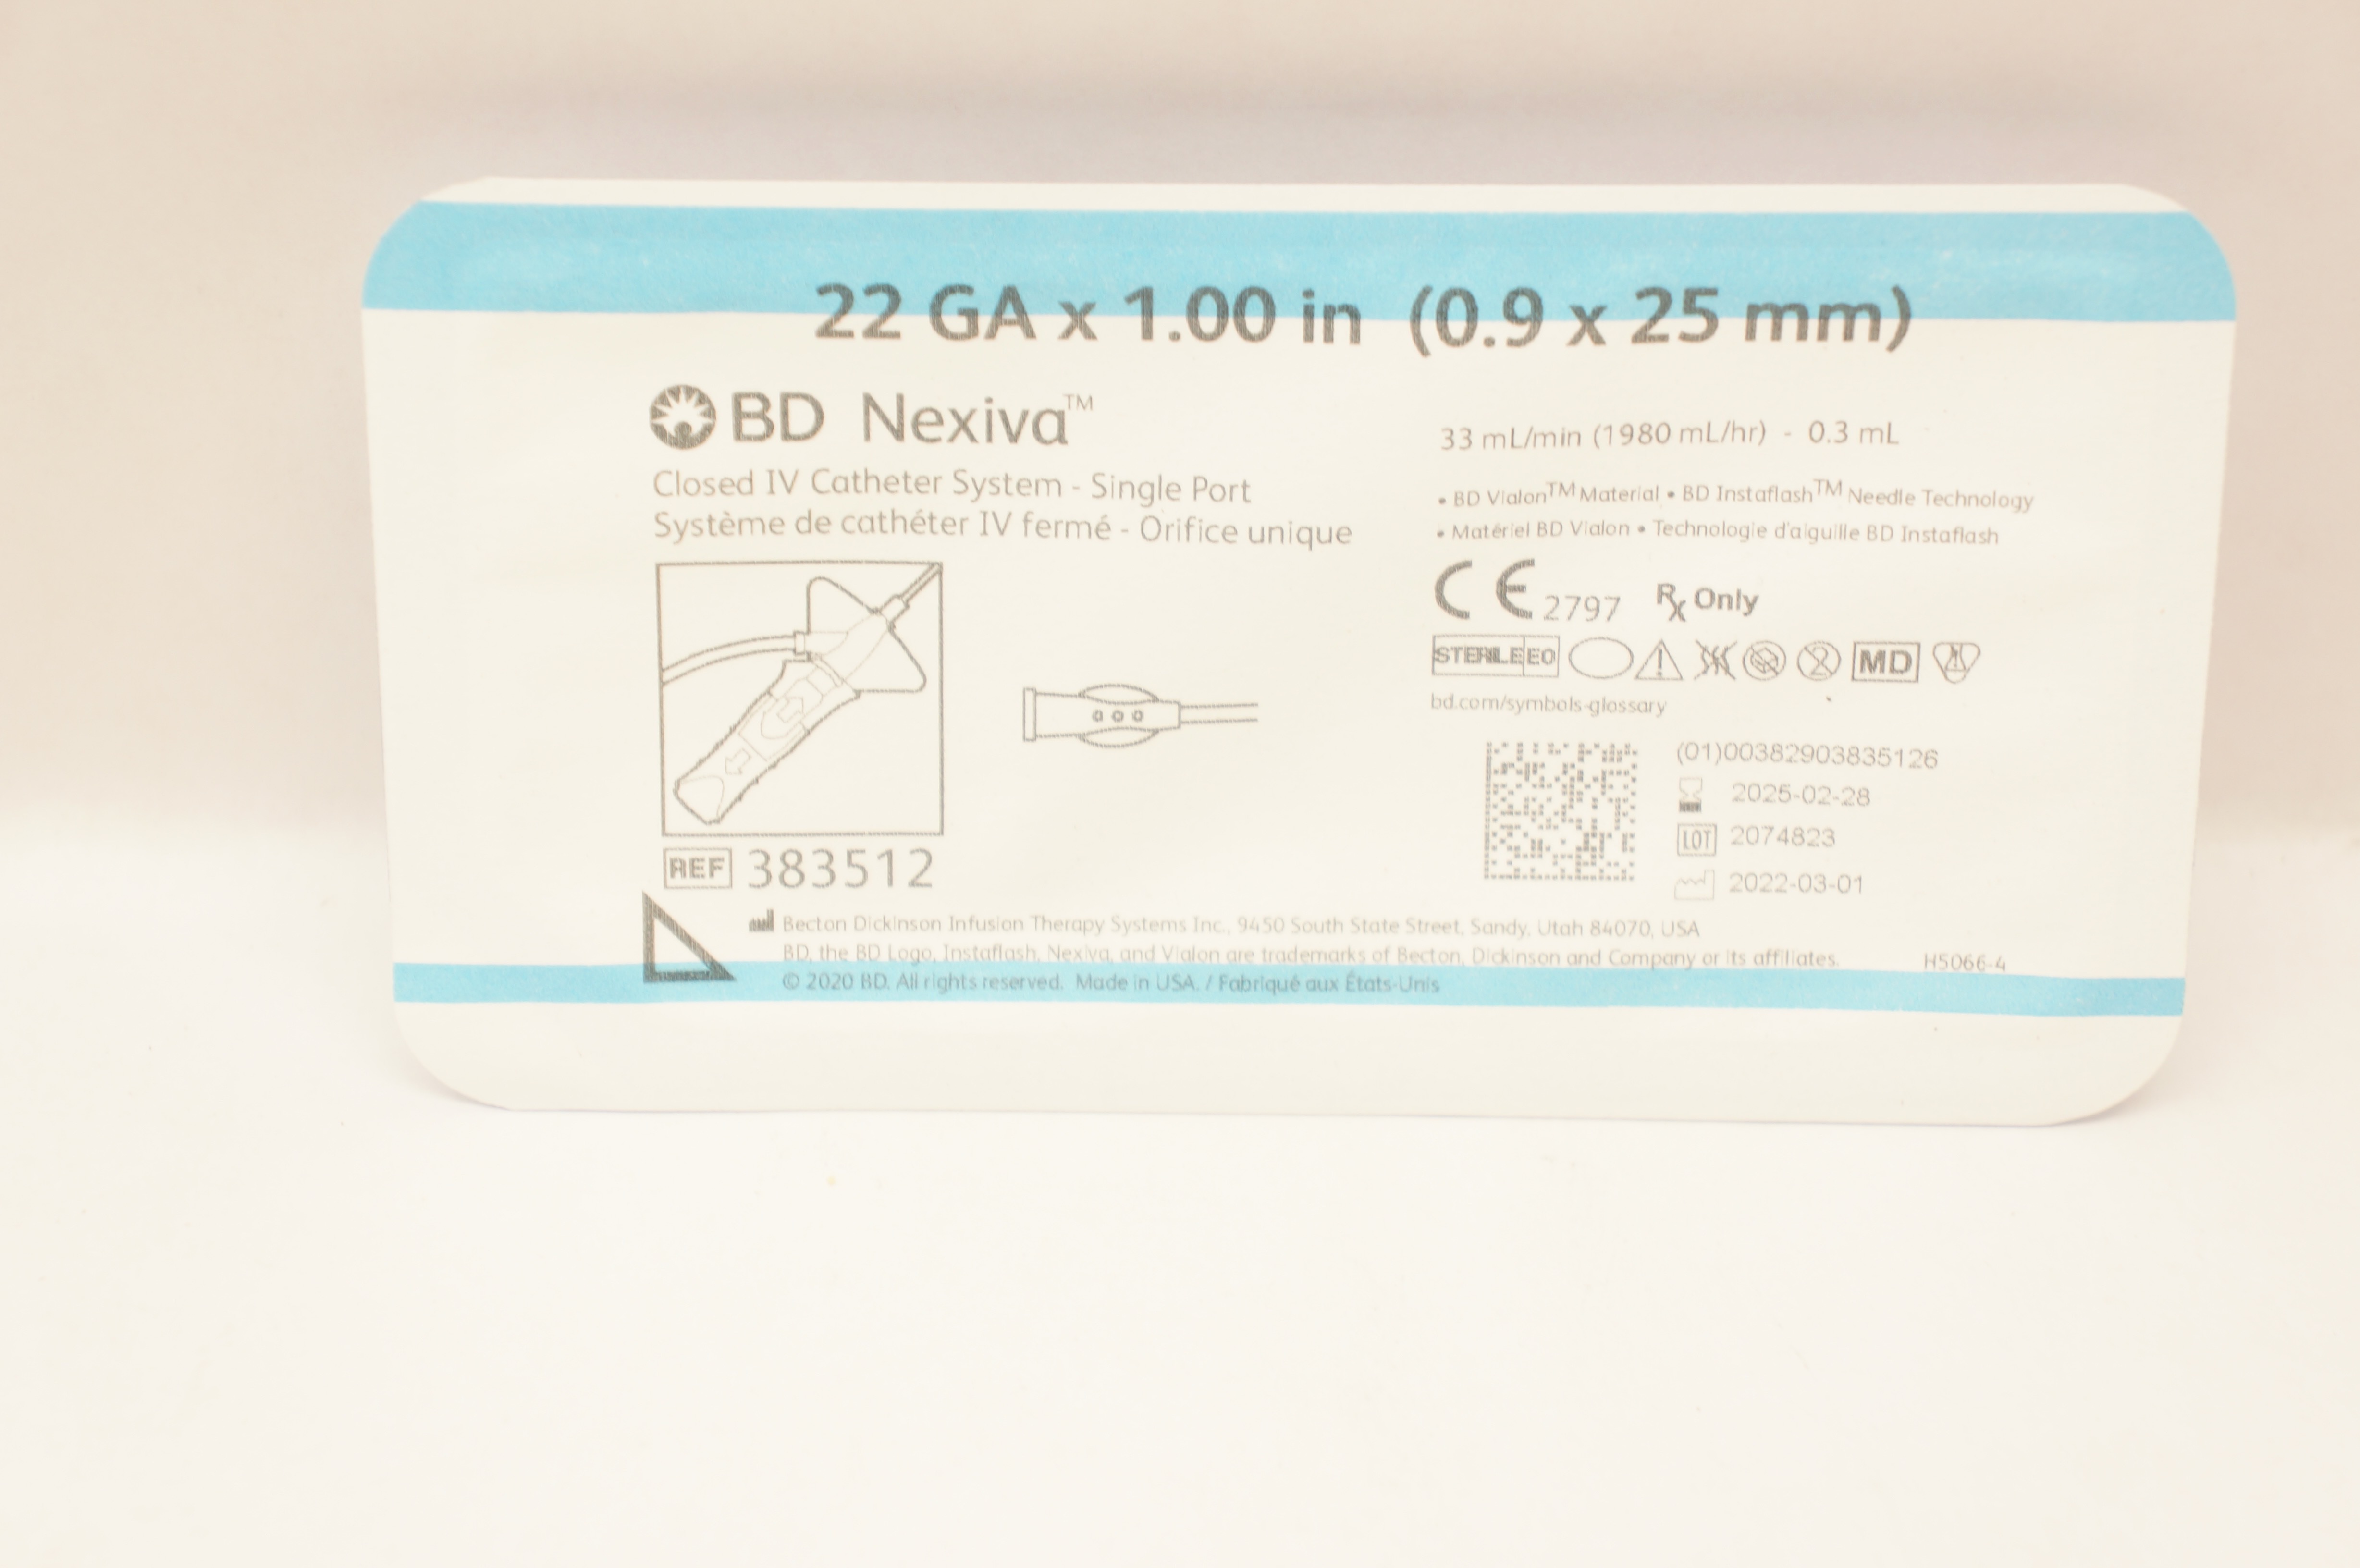 22 GA x 1.00 in (0.9 x 25 mm)
BD Nexiva™
Closed IV Catheter System - Single Port
Système de cathéter IV fermé - Orifice unique
33 mL/min (1980 mL/hr) - 0.3 mL
• BD Vialon™ Material • BD Instaflash™ Needle Technology
• Matériel BD Vialon • Technologie d'aiguille BD Instaflash
CE 2797 Rx Only
STERILE EO 2 MD
bd.com/symbols-glossary
(01)00382903835126
2025-02-28
LOT 2074823
2022-03-01
REF 383512
Becton Dickinson Infusion Therapy Systems Inc., 9450 South State Street, Sandy, Utah 84070, USA
BD, the BD Logo, Instaflash, Nexiva, and Vialon are trademarks of Becton, Dickinson and Company or its affiliates.
H5066-4
© 2020 BD. All rights reserved. Made in USA. / Fabriqué aux États-Unis